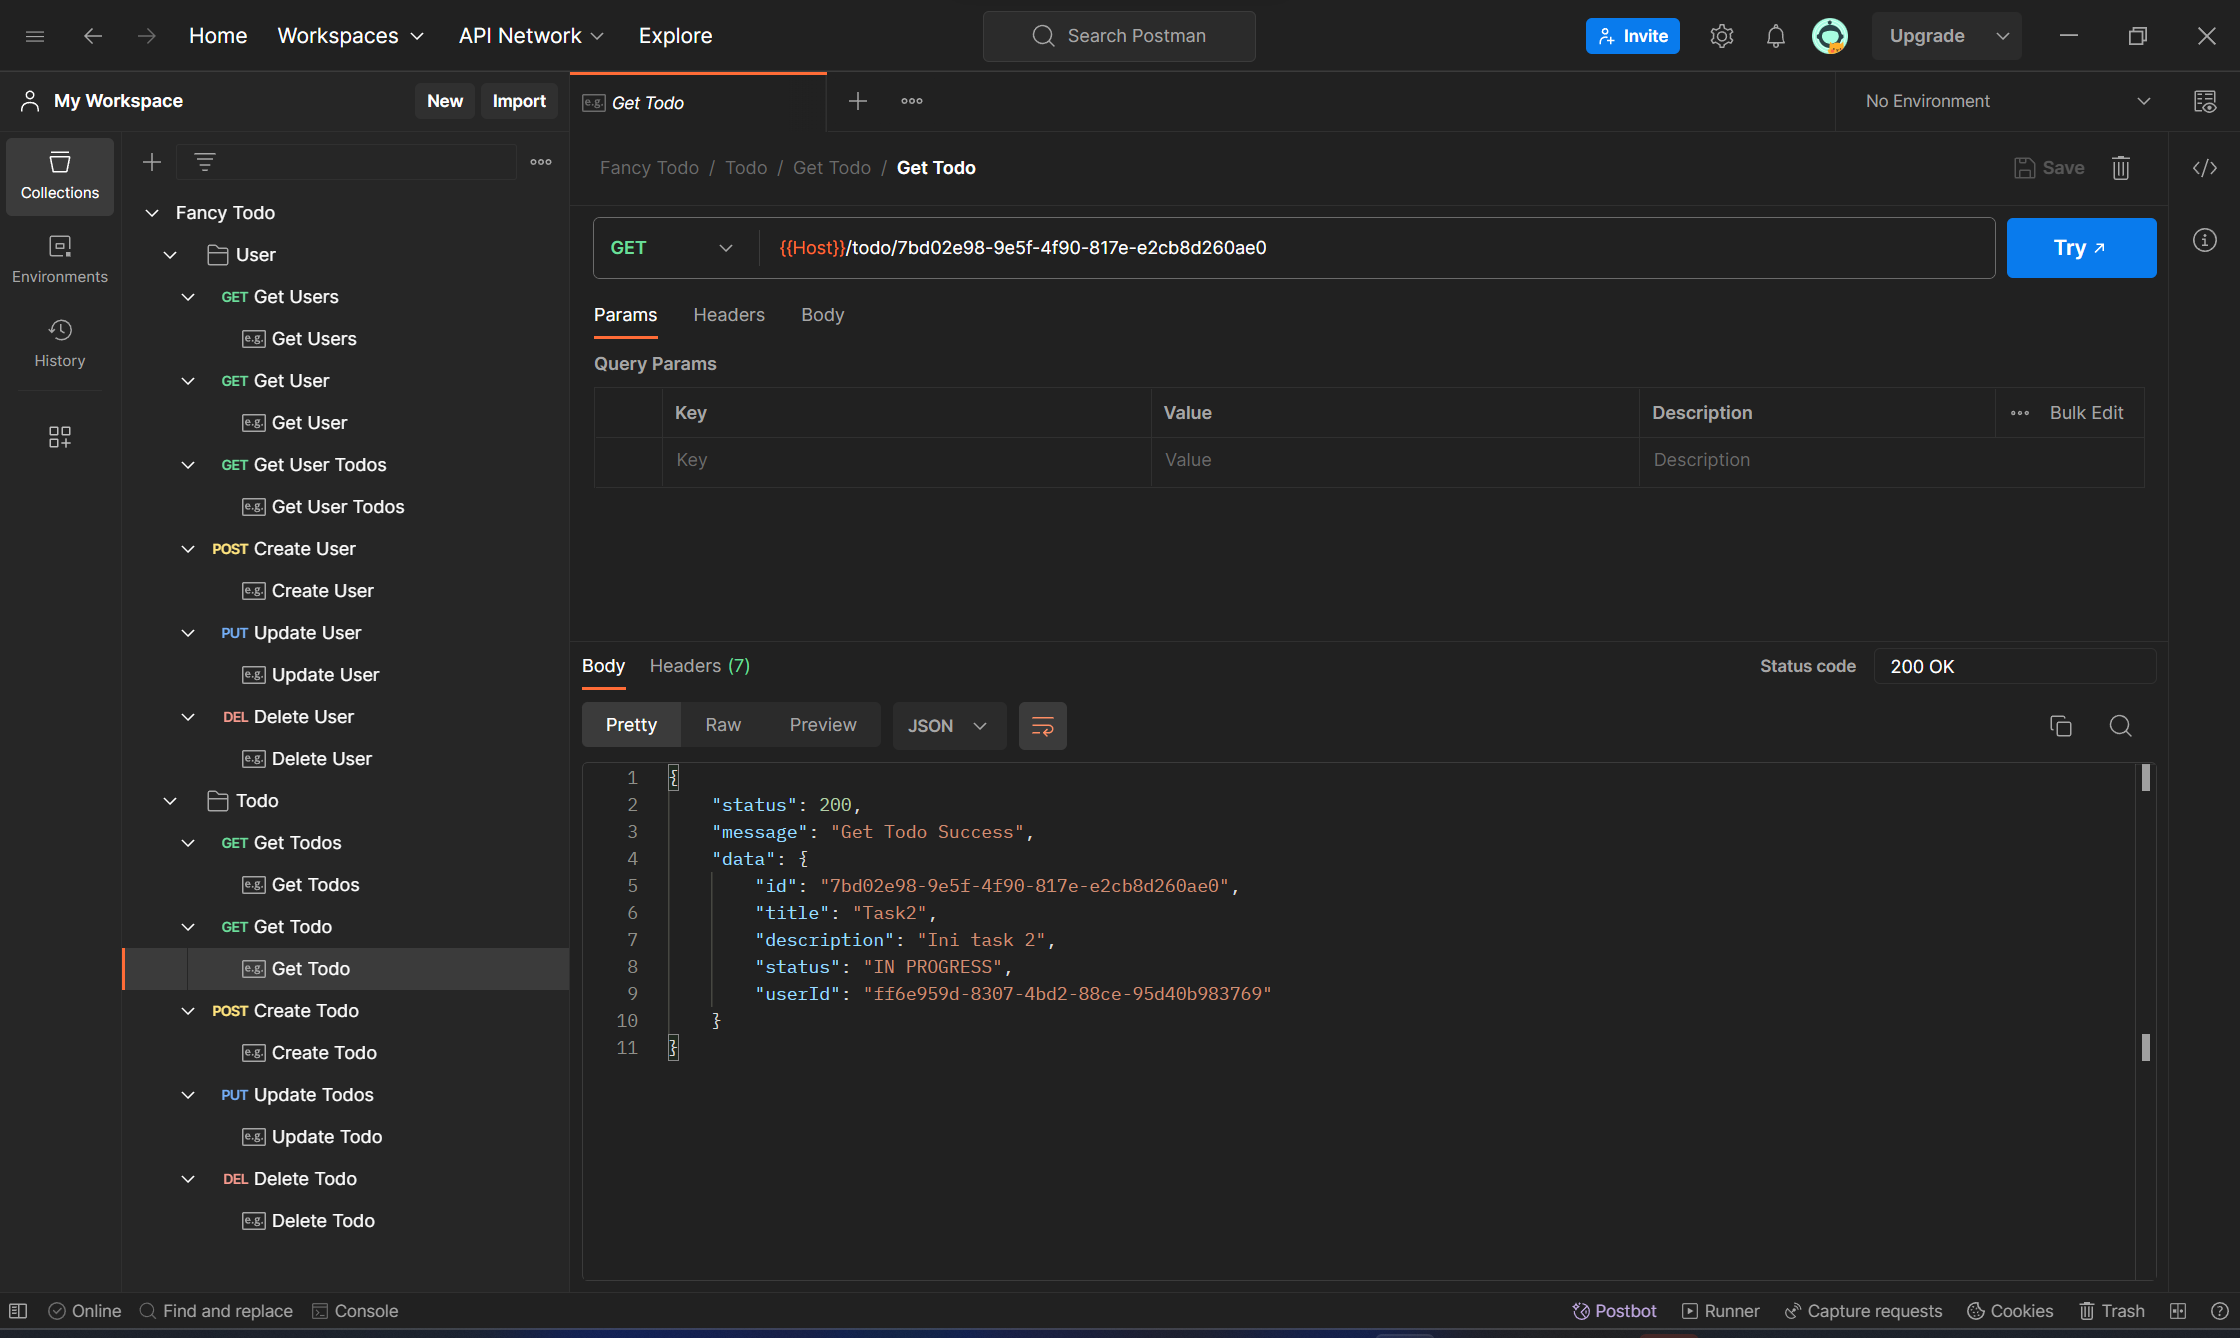 Home Workspaces API Network Explore Search Postman Invite Upgrade
My Workspace New Import
e.g. Get Todo
No Environment
Collections
Environments
History
Fancy Todo
User
GET Get Users
e.g. Get Users
GET Get User
e.g. Get User
GET Get User Todos
e.g. Get User Todos
POST Create User
e.g. Create User
PUT Update User
e.g. Update User
DEL Delete User
e.g. Delete User
Todo
GET Get Todos
e.g. Get Todos
GET Get Todo
e.g. Get Todo
POST Create Todo
e.g. Create Todo
PUT Update Todos
e.g. Update Todo
DEL Delete Todo
e.g. Delete Todo
Fancy Todo / Todo / Get Todo / Get Todo
Save
GET {{Host}}/todo/7bd02e98-9e5f-4f90-817e-e2cb8d260ae0
Try
Params Headers Body
Query Params
Key Value Description Bulk Edit
Key Value Description
Body Headers (7) Status code 200 OK
Pretty Raw Preview JSON
1 {
2 "status": 200,
3 "message": "Get Todo Success",
4 "data": {
5 "id": "7bd02e98-9e5f-4f90-817e-e2cb8d260ae0",
6 "title": "Task2",
7 "description": "Ini task 2",
8 "status": "IN PROGRESS",
9 "userId": "ff6e959d-8307-4bd2-88ce-95d40b983769"
10 }
11 }
Online Find and replace Console Postbot Runner Capture requests Cookies Trash